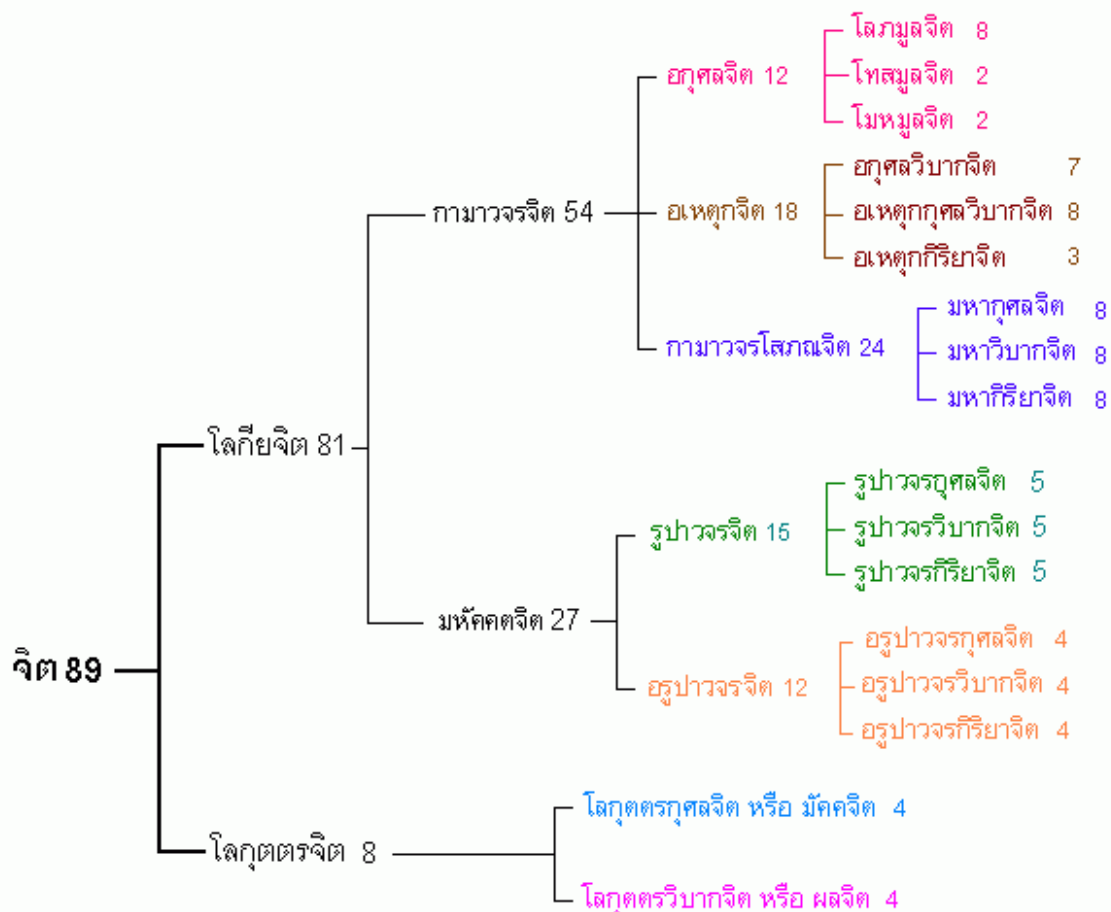 โลภมูลจิต 8
อกุศลจิต 12
โทสมูลจิต 2
โมหมูลจิต 2
อกุศลวิบากจิต 7
กามาวจรจิต 54
อเหตุกจิต 18
อเหตุกกุศลวิบากจิต 8
อเหตุกกิริยาจิต 3
มหากุศลจิต 8
กามาวจรโสภณจิต 24
มหาวิบากจิต 8
มหากิริยาจิต 8
โลกียจิต 81
รูปาวจรกุศลจิต 5
รูปาวจรจิต 15
รูปาวจรวิบากจิต 5
รูปาวจรกิริยาจิต 5
มหัคคตจิต 27
อรูปาวจรกุศลจิต 4
จิต 89
อรูปาวจรจิต 12
อรูปาวจรวิบากจิต 4
อรูปาวจรกิริยาจิต 4
โลกุตตรกุศลจิต หรือ มัคคจิต 4
โลกุตตรจิต 8
โลกุตตรวิบากจิต หรือ ผลจิต 4